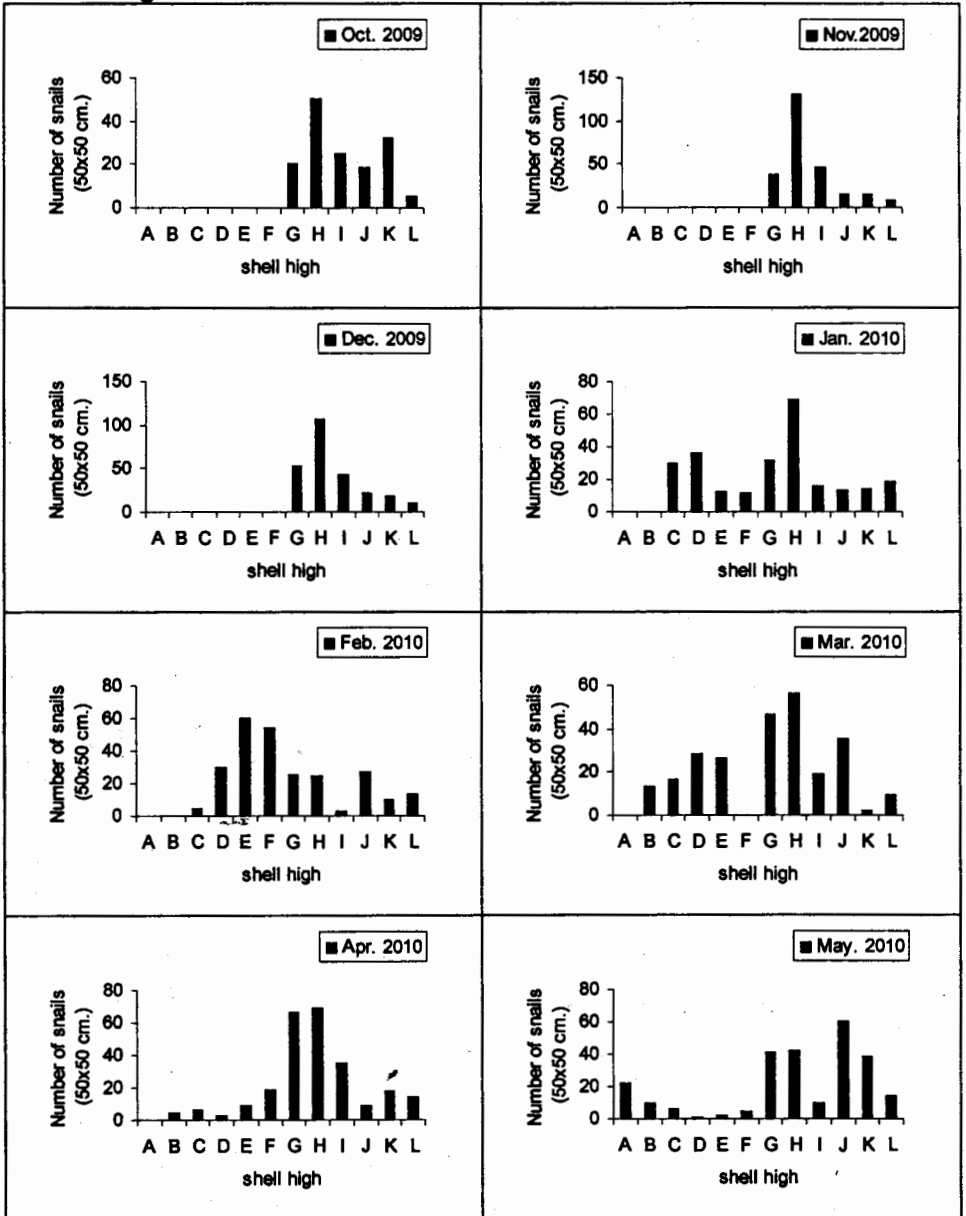 Oct. 2009
Number of snails
(50x50 cm.)
60
40
20
0
A B C D E F G H I J K L
shell high
Nov.2009
Number of snails
(50x50 cm.)
150
100
50
0
A B C D E F G H I J K L
shell high
Dec. 2009
Number of snails
(50x50 cm.)
150
100
50
0
A B C D E F G H I J K L
shell high
Jan. 2010
Number of snails
(50x50 cm.)
80
60
40
20
0
A B C D E F G H I J K L
shell high
Feb. 2010
Number of snails
(50x50 cm.)
80
60
40
20
0
A B C D E F G H I J K L
shell high
Mar. 2010
Number of snails
(50x50 cm.)
60
40
20
0
A B C D E F G H I J K L
shell high
Apr. 2010
Number of snails
(50x50 cm.)
80
60
40
20
0
A B C D E F G H I J K L
shell high
May. 2010
Number of snails
(50x50 cm.)
80
60
40
20
0
A B C D E F G H I J K L
shell high